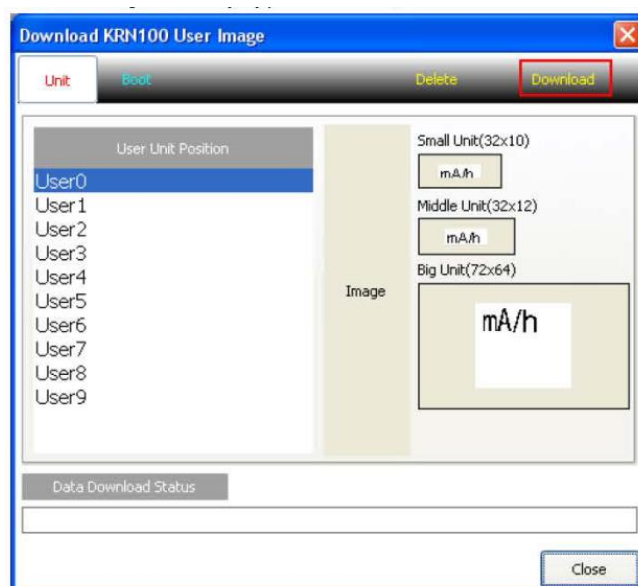 Download KRN100 User Image
Unit Boot Delete Download
User Unit Position
User0
User1
User2
User3
User4
User5
User6
User7
User8
User9
Image
Small Unit(32x10)
mA/h
Middle Unit(32x12)
mA/h
Big Unit(72x64)
mA/h
Data Download Status
Close